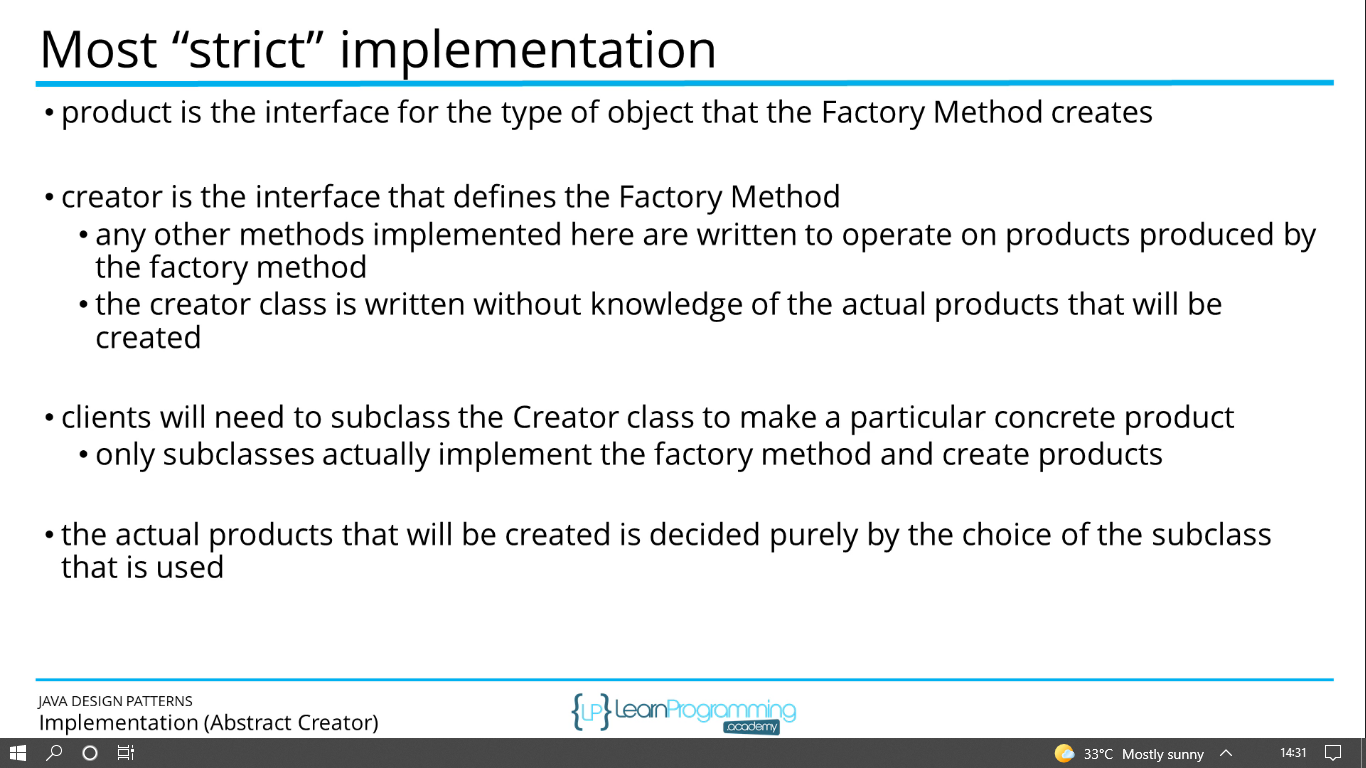 Most “strict” implementation
• product is the interface for the type of object that the Factory Method creates
• creator is the interface that defines the Factory Method
• any other methods implemented here are written to operate on products produced by
the factory method
• the creator class is written without knowledge of the actual products that will be
created
• clients will need to subclass the Creator class to make a particular concrete product
• only subclasses actually implement the factory method and create products
• the actual products that will be created is decided purely by the choice of the subclass
that is used
JAVA DESIGN PATTERNS
Implementation (Abstract Creator)
{LP} LearnProgramming
.academy
33°C Mostly sunny
14:31